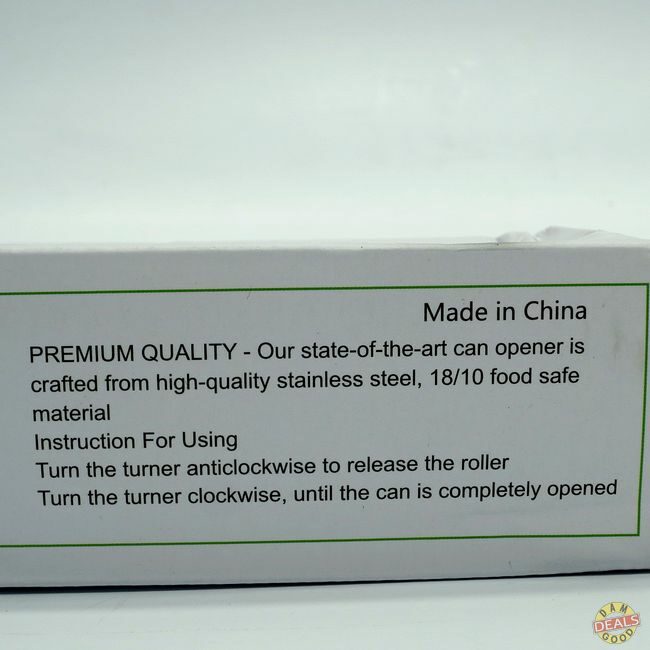 Made in China
PREMIUM QUALITY - Our state-of-the-art can opener is
crafted from high-quality stainless steel, 18/10 food safe
material
Instruction For Using
Turn the turner anticlockwise to release the roller
Turn the turner clockwise, until the can is completely opened
DAM
DEALS
GOOD